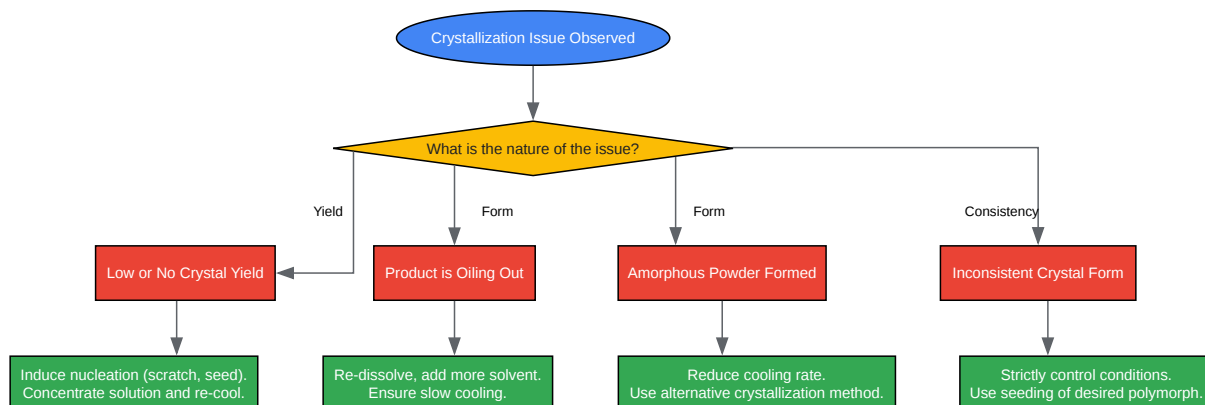 Crystallization Issue Observed
What is the nature of the issue?
Yield
Form
Form
Consistency
Low or No Crystal Yield
Product is Oiling Out
Amorphous Powder Formed
Inconsistent Crystal Form
Induce nucleation (scratch, seed).
Concentrate solution and re-cool.
Re-dissolve, add more solvent.
Ensure slow cooling.
Reduce cooling rate.
Use alternative crystallization method.
Strictly control conditions.
Use seeding of desired polymorph.